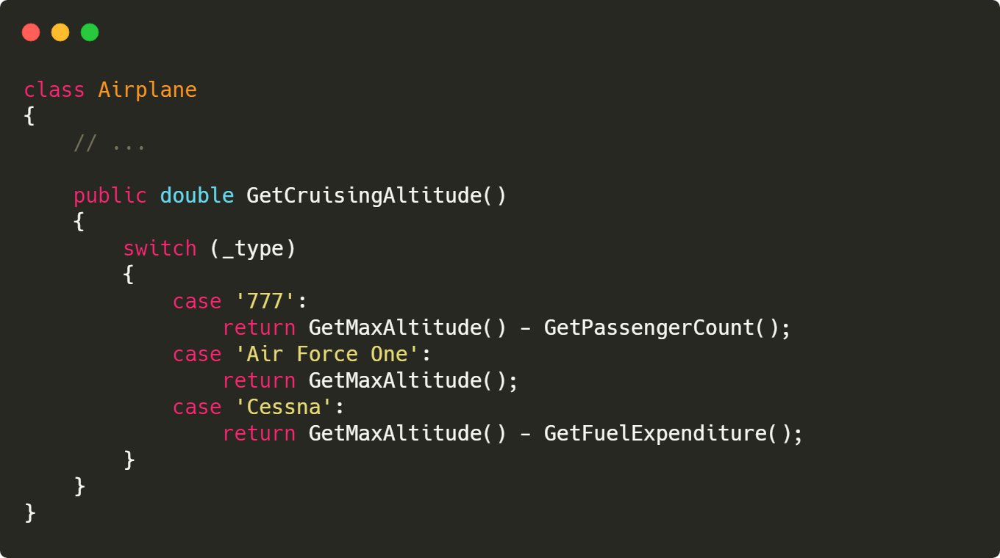 class Airplane
{
    // ...

    public double GetCruisingAltitude()
    {
        switch (_type)
        {
            case '777':
                return GetMaxAltitude() - GetPassengerCount();
            case 'Air Force One':
                return GetMaxAltitude();
            case 'Cessna':
                return GetMaxAltitude() - GetFuelExpenditure();
        }
    }
}